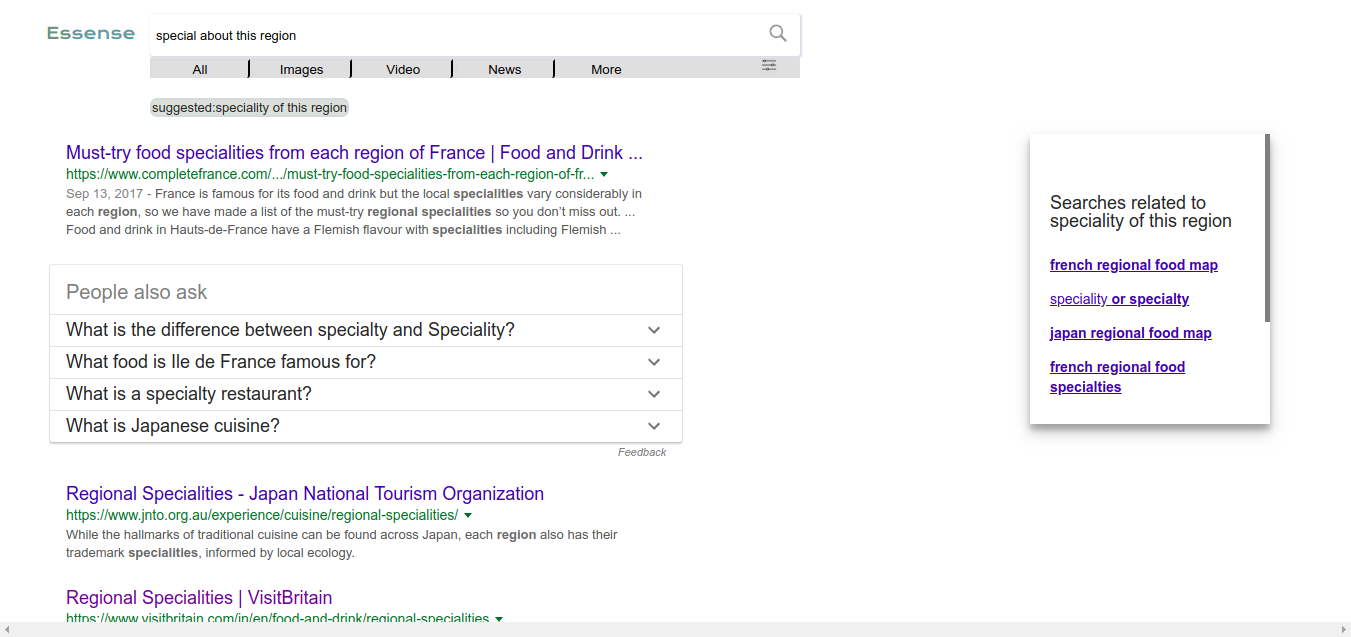 Essense
special about this region
All
Images
Video
News
More
suggested:speciality of this region
Must-try food specialities from each region of France | Food and Drink ...
https://www.completefrance.com/.../must-try-food-specialities-from-each-region-of-fr...
Sep 13, 2017 - France is famous for its food and drink but the local specialities vary considerably in
each region, so we have made a list of the must-try regional specialities so you don’t miss out. ...
Food and drink in Hauts-de-France have a Flemish flavour with specialities including Flemish ...
People also ask
What is the difference between specialty and Speciality?
What food is Ile de France famous for?
What is a specialty restaurant?
What is Japanese cuisine?
Feedback
Regional Specialities - Japan National Tourism Organization
https://www.jnto.org.au/experience/cuisine/regional-specialities/
While the hallmarks of traditional cuisine can be found across Japan, each region also has their
trademark specialities, informed by local ecology.
Regional Specialities | VisitBritain
https://www.visitbritain.com/in/en/food-and-drink/regional-specialities
Searches related to
speciality of this region
french regional food map
speciality or specialty
japan regional food map
french regional food
specialties